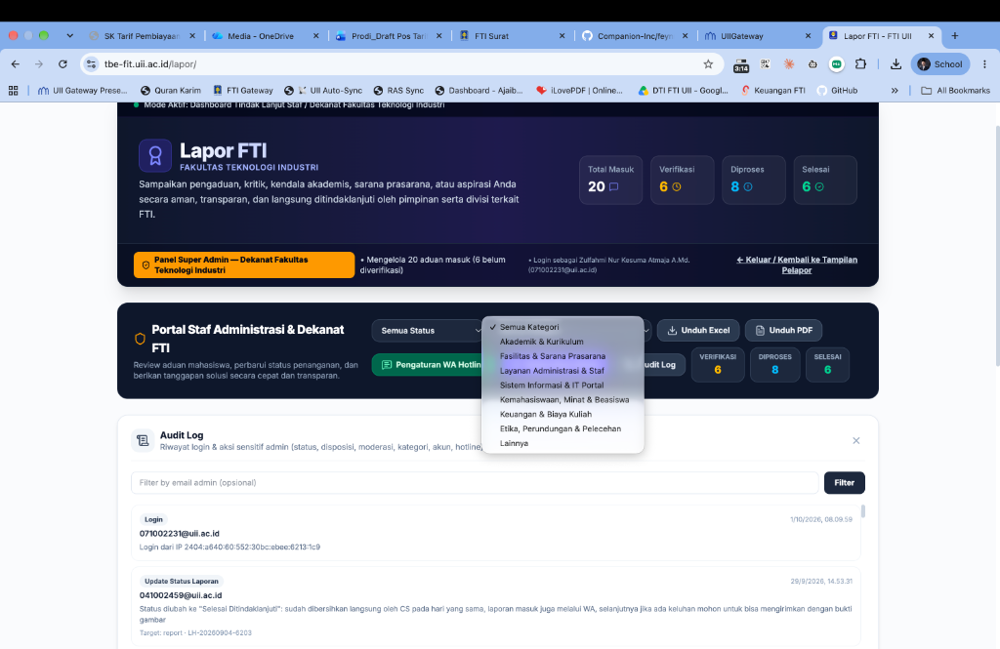 SK Tarif Pembiayaan
Media - OneDrive
Prodi_Draft Pos Tari
FTI Surat
Companion-Inc/feyn
UIIGateway
Lapor FTI - FTI UII
tbe-fit.uii.ac.id/lapor/
3:14
School
UII Gateway Prese...
Quran Karim
FTI Gateway
UII Auto-Sync
RAS Sync
Dashboard - Ajaib...
iLovePDF | Online...
DTI FTI UII - Googl...
Keuangan FTI
GitHub
All Bookmarks
Mode Aktif: Dashboard Tindak Lanjut Staf / Dekanat Fakultas Teknologi Industri
Lapor FTI
FAKULTAS TEKNOLOGI INDUSTRI
Sampaikan pengaduan, kritik, kendala akademis, sarana prasarana, atau aspirasi Anda
secara aman, transparan, dan langsung ditindaklanjuti oleh pimpinan serta divisi terkait
FTI.
Total Masuk
20
Verifikasi
6
Diproses
8
Selesai
6
Panel Super Admin — Dekanat Fakultas
Teknologi Industri
• Mengelola 20 aduan masuk (6 belum
diverifikasi)
• Login sebagai Zulfahmi Nur Kesuma Atmaja A.Md.
(071002231@uii.ac.id)
← Keluar / Kembali ke Tampilan
Pelapor
Portal Staf Administrasi & Dekanat
FTI
Review aduan mahasiswa, perbarui status penanganan, dan
berikan tanggapan solusi secara cepat dan transparan.
Semua Status
Pengaturan WA Hotlin
✓ Semua Kategori
Akademik & Kurikulum
Fasilitas & Sarana Prasarana
Layanan Administrasi & Staf
Sistem Informasi & IT Portal
Kemahasiswaan, Minat & Beasiswa
Keuangan & Biaya Kuliah
Etika, Perundungan & Pelecehan
Lainnya
Unduh Excel
Unduh PDF
udit Log
VERIFIKASI
6
DIPROSES
8
SELESAI
6
Audit Log
Riwayat login & aksi sensitif admin (status, disposisi, moderasi, kategori, akun, hotline)
Filter by email admin (opsional)
Filter
Login
1/10/2026, 08.09.59
071002231@uii.ac.id
Login dari IP 2404:a640:60:552:30bc:ebee:6213:1c9
Update Status Laporan
29/9/2026, 14.53.31
041002459@uii.ac.id
Status diubah ke "Selesai Ditindaklanjuti": sudah dibersihkan langsung oleh CS pada hari yang sama, laporan masuk juga melalui WA, selanjutnya jika ada keluhan mohon untuk bisa mengirimkan dengan bukti
gambar
Target: report · LH-20260904-6203